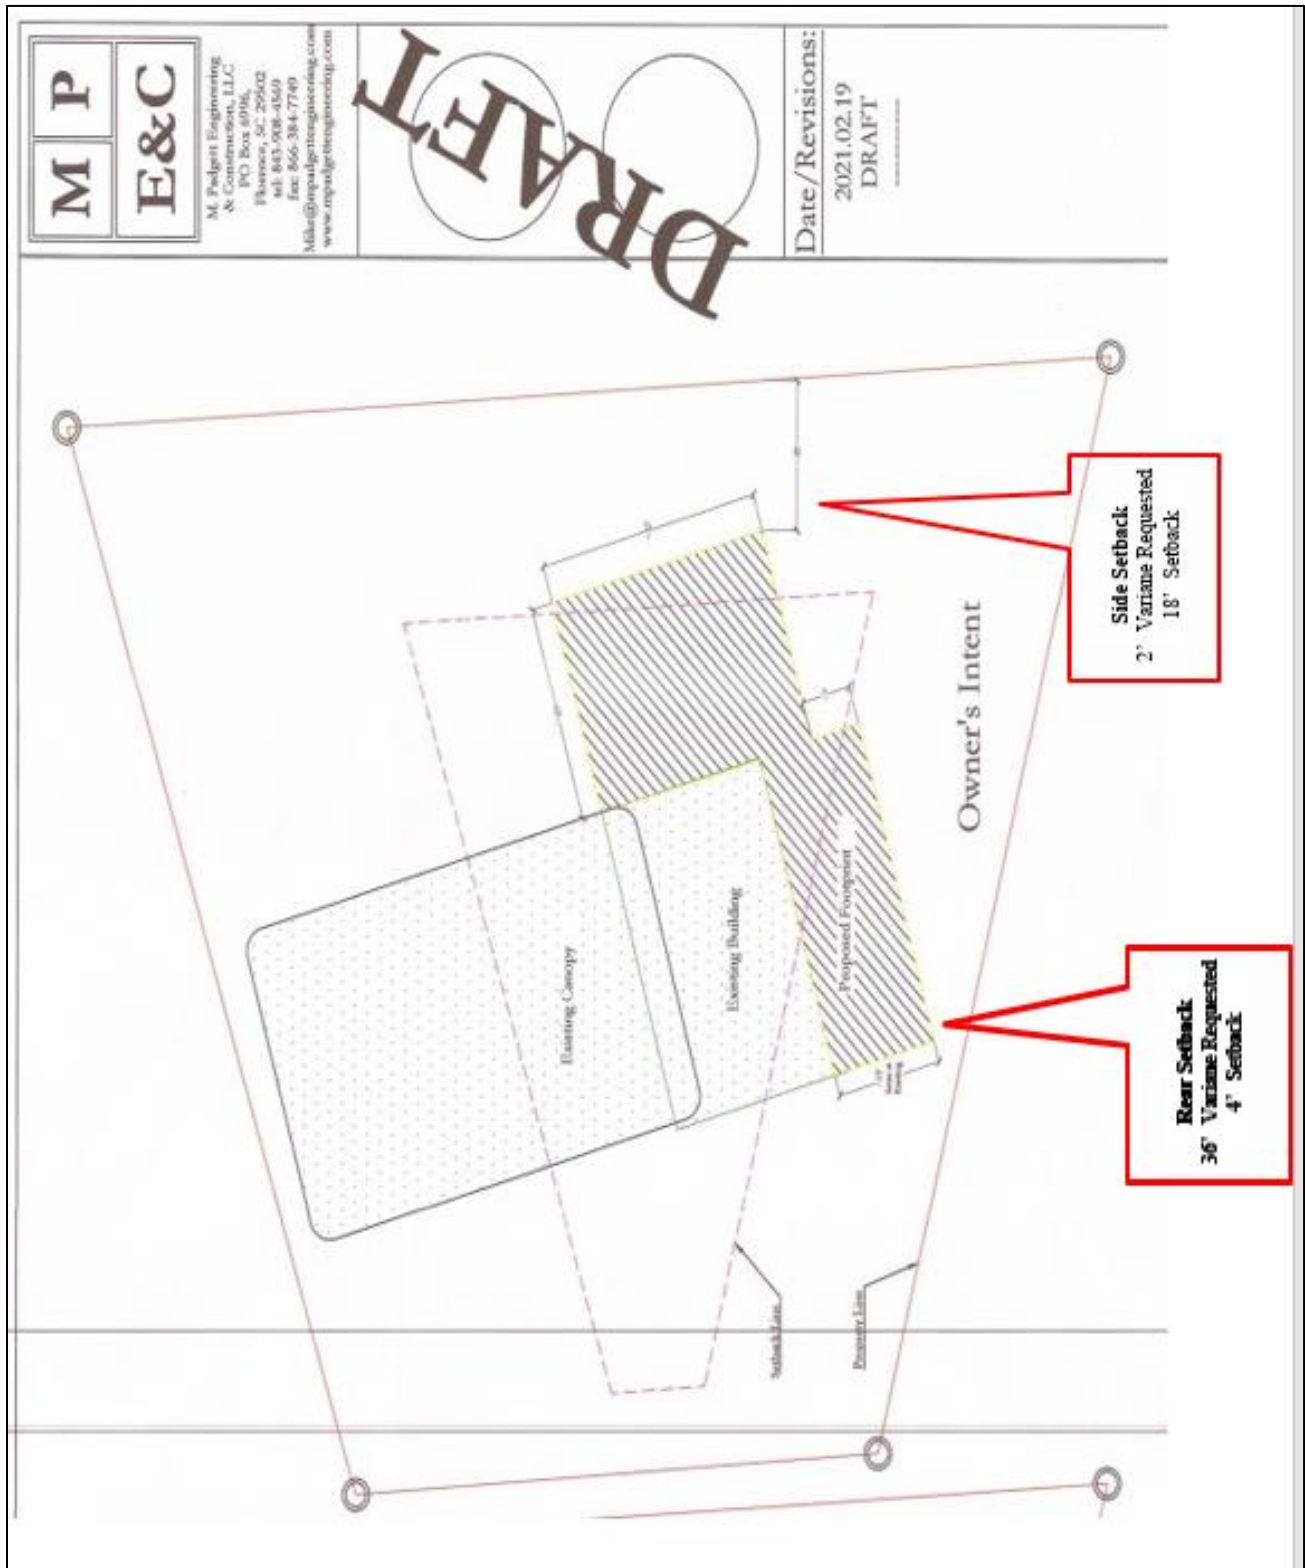 M P
E&C
M. Padgett Engineering
& Construction, LLC
PO Box 6996,
Florence, SC 29502
tel: 843-908-4569
fax: 866-384-7749
Mike@mpadgettengineering.com
www.mpadgettengineering.com
DRAFT
Date/Revisions:
2021.02.19
DRAFT
Side Setback
2' Variane Requested
18' Setback
Owner's Intent
Existing Canopy
Existing Building
Proposed Footprint
Rear Setback
36' Variane Requested
4' Setback
Setback Line
Property Line